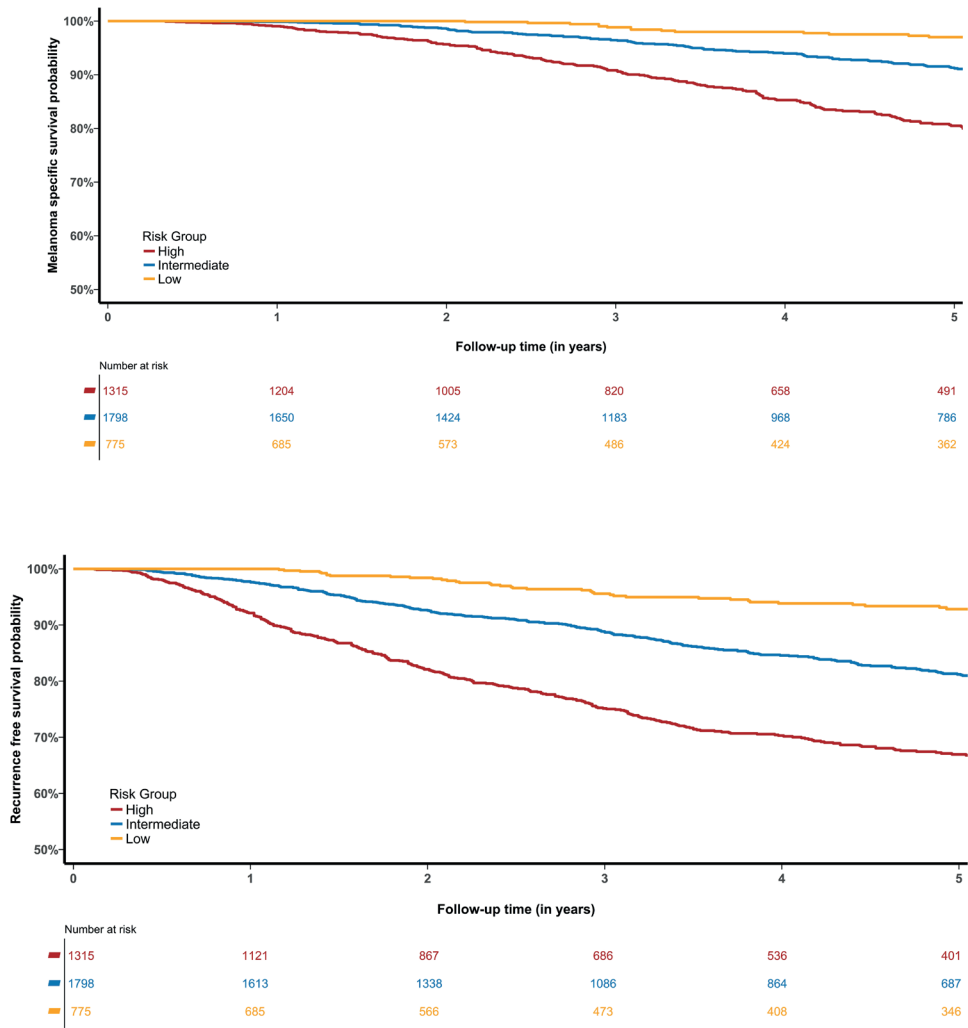 100%
90%
80%
70%
60%
50%
Melanoma specific survival probability
Risk Group
High
Intermediate
Low
0 1 2 3 4 5
Follow-up time (in years)
Number at risk
1315 1204 1005 820 658 491
1798 1650 1424 1183 968 786
775 685 573 486 424 362
100%
90%
80%
70%
60%
50%
Recurrence free survival probability
Risk Group
High
Intermediate
Low
0 1 2 3 4 5
Follow-up time (in years)
Number at risk
1315 1121 867 686 536 401
1798 1613 1338 1086 864 687
775 685 566 473 408 346